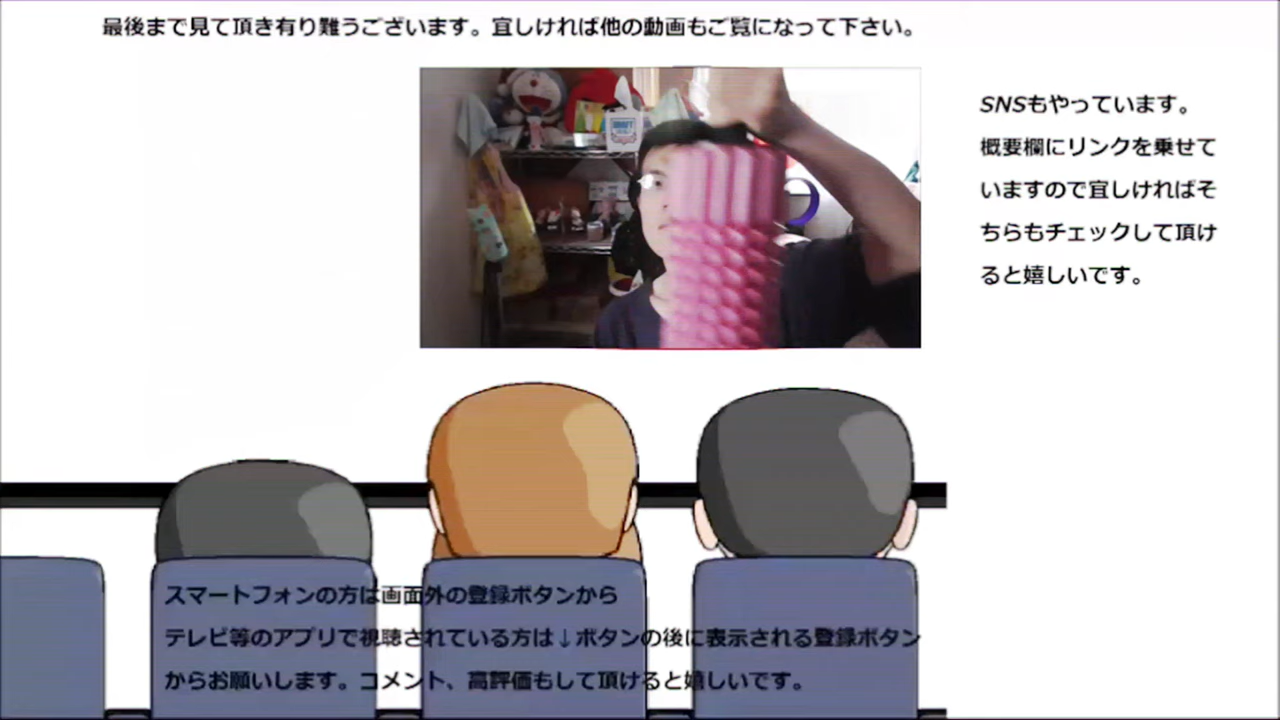 最後まで見て頂き有り難うございます。宜しければ他の動画もご覧になって下さい。
SNSもやっています。
概要欄にリンクを乗せて
いますので宜しければそ
ちらもチェックして頂け
ると嬉しいです。
スマートフォンの方は画面外の登録ボタンから
テレビ等のアプリで視聴されている方は↓ボタンの後に表示される登録ボタン
からお願いします。コメント、高評価もして頂けると嬉しいです。